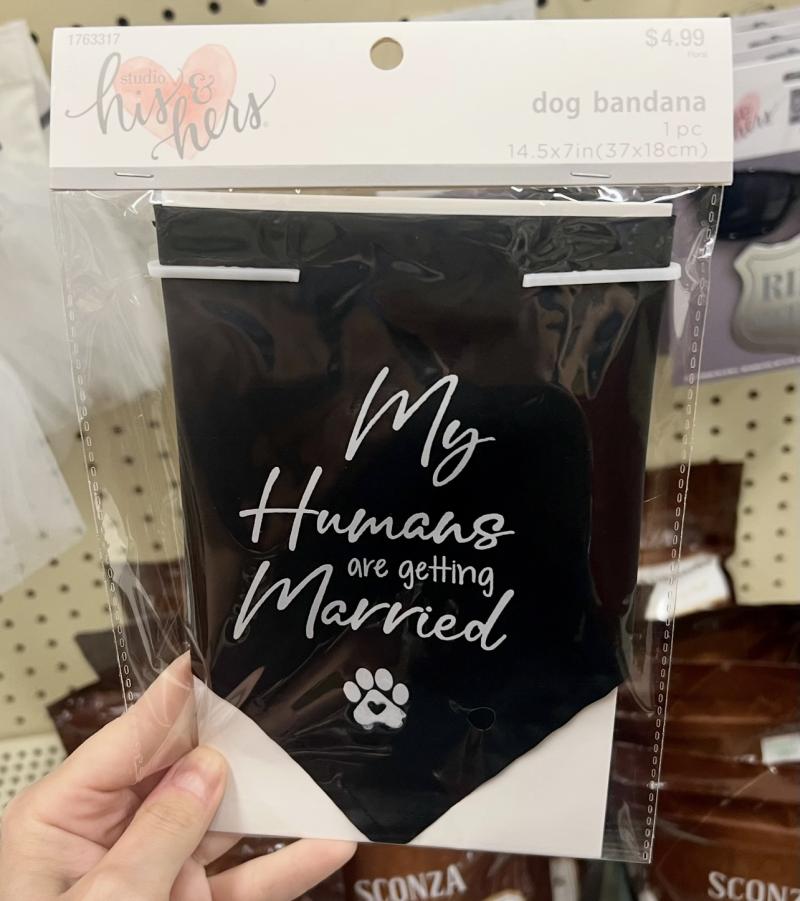 1763317
$4.99
Floral
studio
his & hers
dog bandana
1 pc
14.5x7in(37x18cm)
My
Humans
are getting
Married
SCONZA